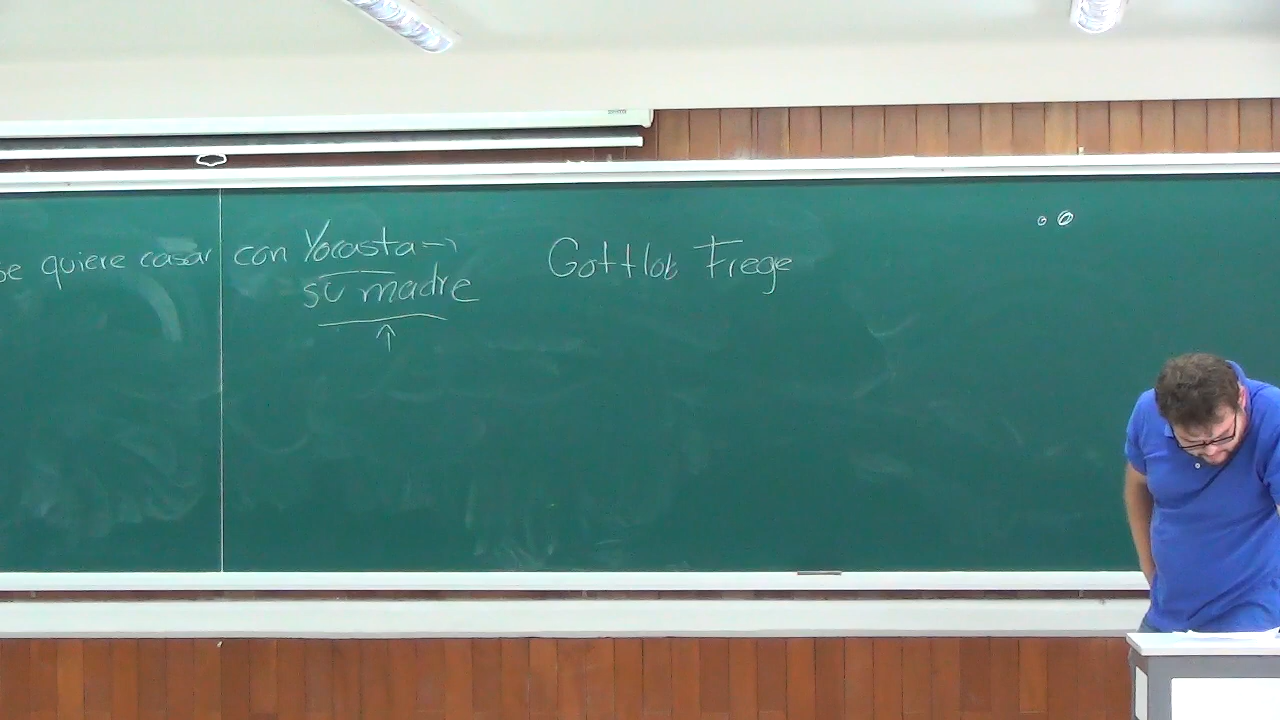 se quiere casar con Yocasta →
su madre
↑
Gottlob Frege